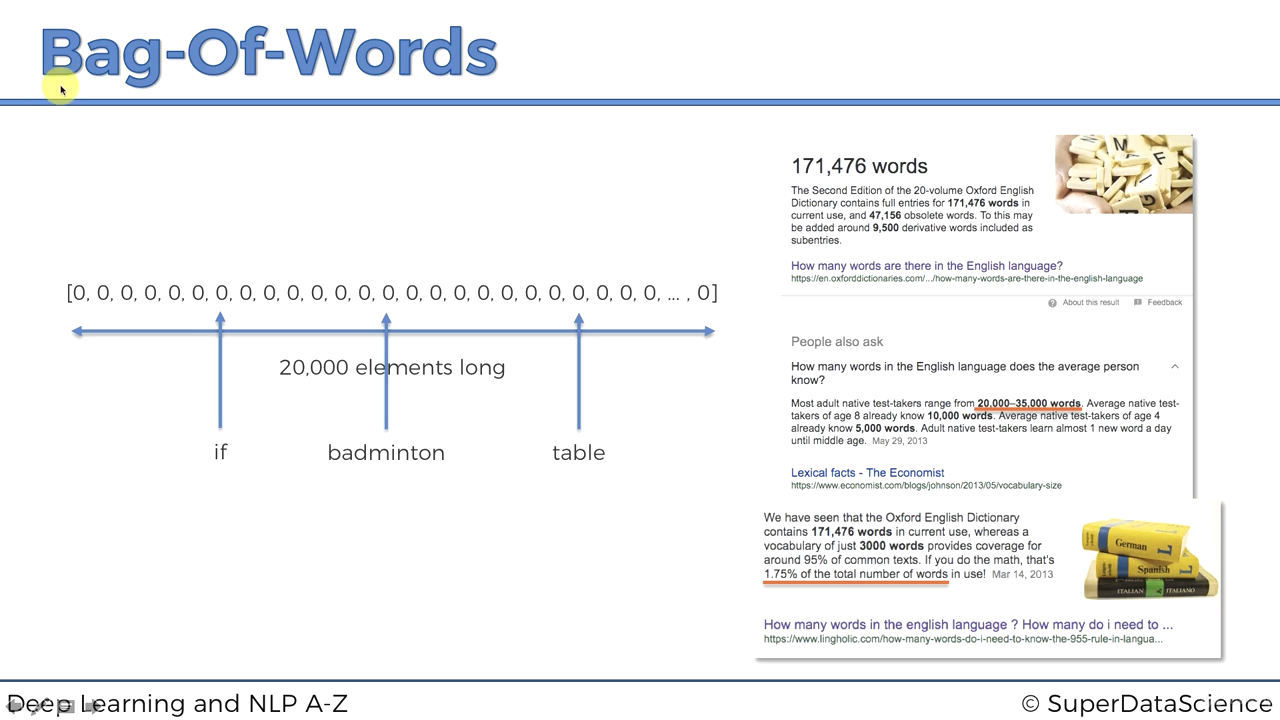 Bag-Of-Words
[0, 0, 0, 0, 0, 0, 0, 0, 0, 0, 0, 0, 0, 0, 0, 0, 0, 0, 0, 0, 0, 0, 0, 0, 0, ... , 0]
20,000 elements long
if
badminton
table
171,476 words
The Second Edition of the 20-volume Oxford English
Dictionary contains full entries for 171,476 words in
current use, and 47,156 obsolete words. To this may
be added around 9,500 derivative words included as
subentries.
How many words are there in the English language?
https://en.oxforddictionaries.com/.../how-many-words-are-there-in-the-english-language
About this result
Feedback
People also ask
How many words in the English language does the average person
know?
Most adult native test-takers range from 20,000–35,000 words. Average native test-
takers of age 8 already know 10,000 words. Average native test-takers of age 4
already know 5,000 words. Adult native test-takers learn almost 1 new word a day
until middle age. May 29, 2013
Lexical facts - The Economist
https://www.economist.com/blogs/johnson/2013/05/vocabulary-size
We have seen that the Oxford English Dictionary
contains 171,476 words in current use, whereas a
vocabulary of just 3000 words provides coverage for
around 95% of common texts. If you do the math, that's
1.75% of the total number of words in use! Mar 14, 2013
German
Spanish
ITALIAN
ITALIANO
How many words in the english language ? How many do i need to ...
https://www.lingholic.com/how-many-words-do-i-need-to-know-the-955-rule-in-langua...
Deep Learning and NLP A-Z
© SuperDataScience